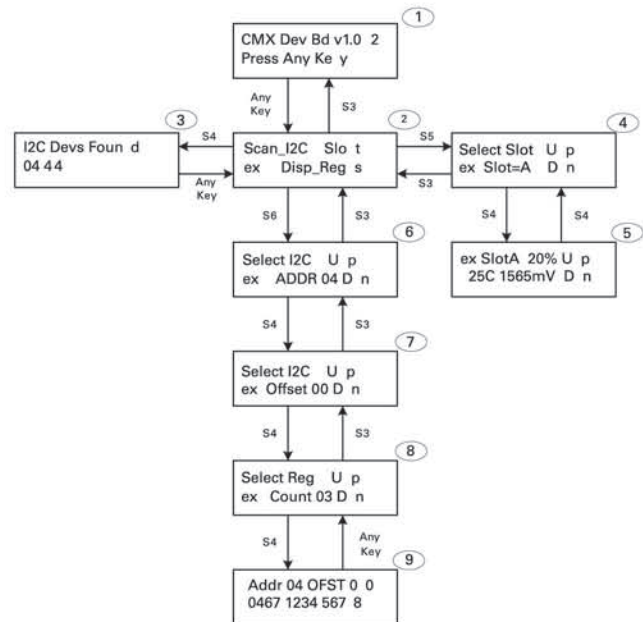 1
CMX Dev Bd v1.0 2
Press Any Ke y
Any
Key
S3
3
2
4
I2C Devs Foun d
04 4 4
S4
Any
Key
Scan_I2C Slo t
ex Disp_Reg s
S5
S3
Select Slot U p
ex Slot=A D n
S6
S3
S4
S4
6
5
Select I2C U p
ex ADDR 04 D n
ex SlotA 20% U p
25C 1565mV D n
S4
S3
7
Select I2C U p
ex Offset 00 D n
S4
S3
8
Select Reg U p
ex Count 03 D n
S4
Any
Key
9
Addr 04 OFST 0 0
0467 1234 567 8